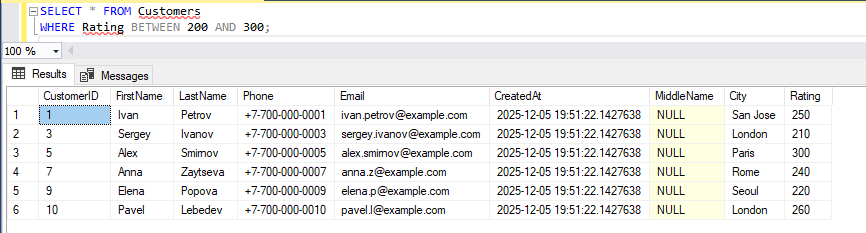 SELECT * FROM Customers
WHERE Rating BETWEEN 200 AND 300;
100 %
Results Messages
CustomerID FirstName LastName Phone Email CreatedAt MiddleName City Rating
1 1 Ivan Petrov +7-700-000-0001 ivan.petrov@example.com 2025-12-05 19:51:22.1427638 NULL San Jose 250
2 3 Sergey Ivanov +7-700-000-0003 sergey.ivanov@example.com 2025-12-05 19:51:22.1427638 NULL London 210
3 5 Alex Smirnov +7-700-000-0005 alex.smirnov@example.com 2025-12-05 19:51:22.1427638 NULL Paris 300
4 7 Anna Zaytseva +7-700-000-0007 anna.z@example.com 2025-12-05 19:51:22.1427638 NULL Rome 240
5 9 Elena Popova +7-700-000-0009 elena.p@example.com 2025-12-05 19:51:22.1427638 NULL Seoul 220
6 10 Pavel Lebedev +7-700-000-0010 pavel.l@example.com 2025-12-05 19:51:22.1427638 NULL London 260